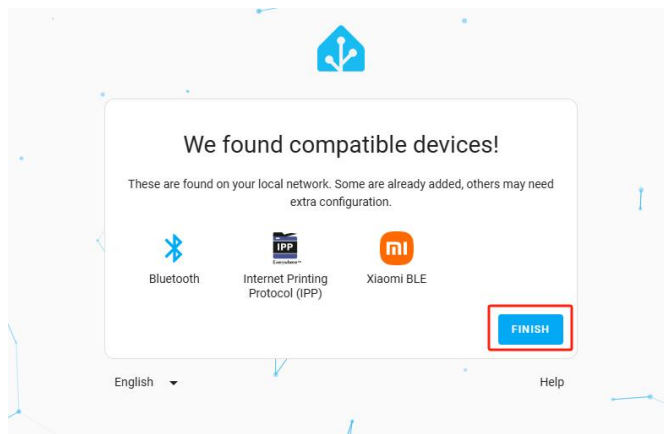 We found compatible devices!
These are found on your local network. Some are already added, others may need
extra configuration.
IPP
Everywhere™
Bluetooth
Internet Printing
Protocol (IPP)
Xiaomi BLE
FINISH
English
Help